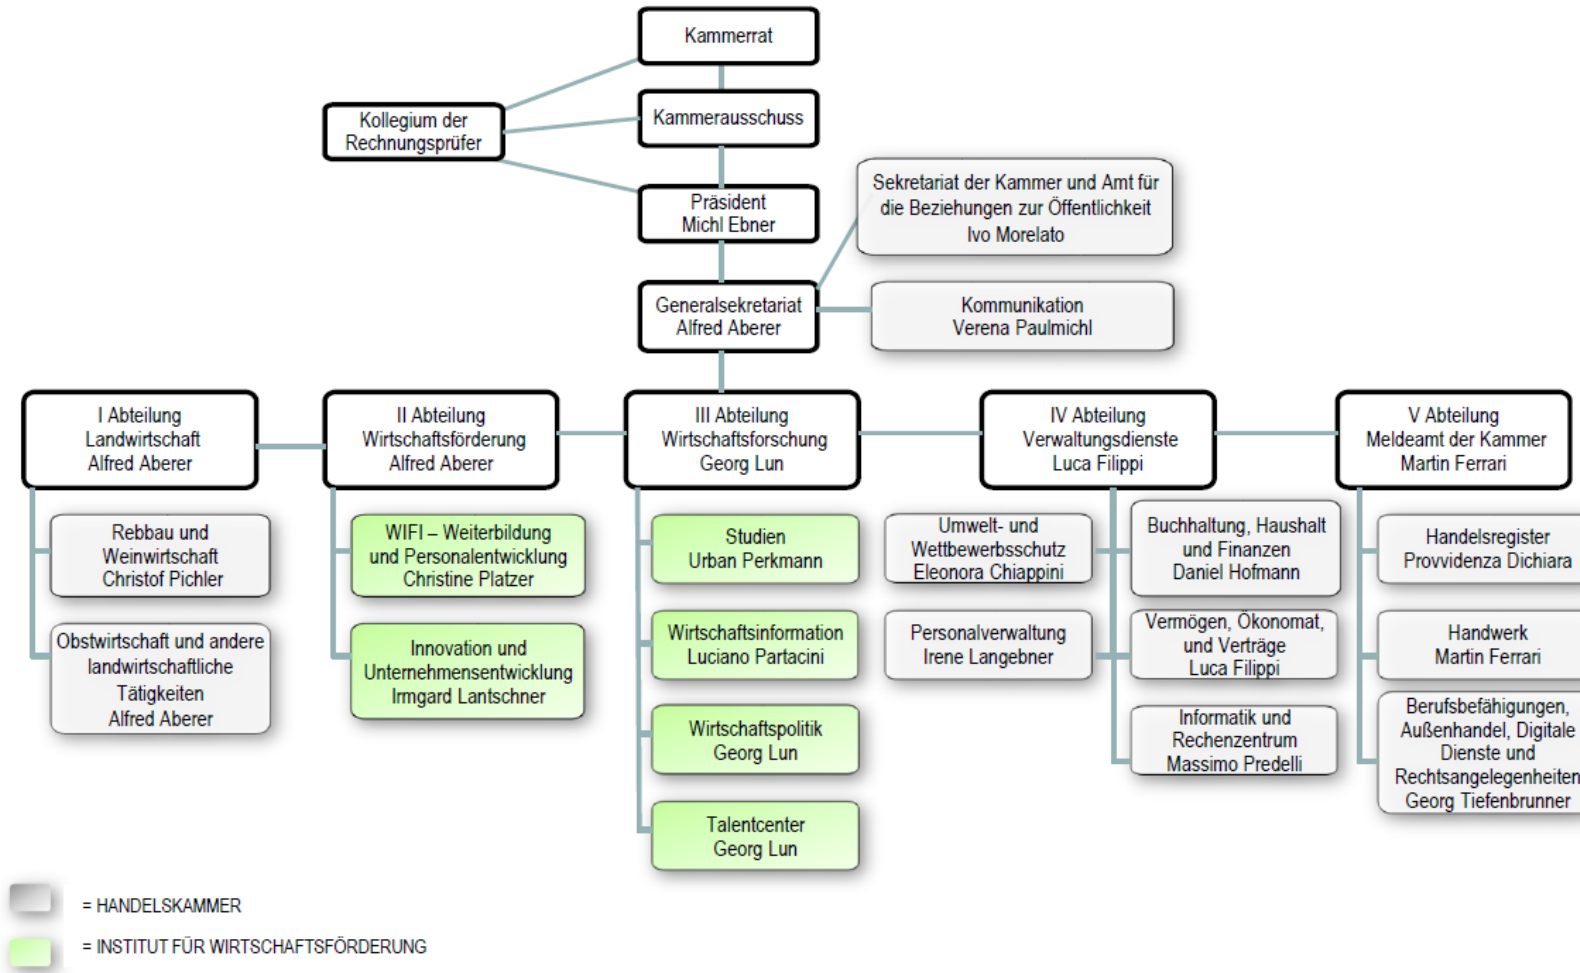 Kammerrat
Kollegium der
Rechnungsprüfer
Kammerausschuss
Präsident
Michl Ebner
Sekretariat der Kammer und Amt für
die Beziehungen zur Öffentlichkeit
Ivo Morelato
Generalsekretariat
Alfred Aberer
Kommunikation
Verena Paulmichl
I Abteilung
Landwirtschaft
Alfred Aberer
II Abteilung
Wirtschaftsförderung
Alfred Aberer
III Abteilung
Wirtschaftsforschung
Georg Lun
IV Abteilung
Verwaltungsdienste
Luca Filippi
V Abteilung
Meldeamt der Kammer
Martin Ferrari
Rebbau und
Weinwirtschaft
Christof Pichler
Obstwirtschaft und andere
landwirtschaftliche
Tätigkeiten
Alfred Aberer
WIFI – Weiterbildung
und Personalentwicklung
Christine Platzer
Innovation und
Unternehmensentwicklung
Irmgard Lantschner
Studien
Urban Perkmann
Wirtschaftsinformation
Luciano Partacini
Wirtschaftspolitik
Georg Lun
Talentcenter
Georg Lun
Umwelt- und
Wettbewerbsschutz
Eleonora Chiappini
Personalverwaltung
Irene Langebner
Buchhaltung, Haushalt
und Finanzen
Daniel Hofmann
Vermögen, Ökonomat,
und Verträge
Luca Filippi
Informatik und
Rechenzentrum
Massimo Predelli
Handelsregister
Provvidenza Dichiara
Handwerk
Martin Ferrari
Berufsbefähigungen,
Außenhandel, Digitale
Dienste und
Rechtsangelegenheiten
Georg Tiefenbrunner
= HANDELSKAMMER
= INSTITUT FÜR WIRTSCHAFTSFÖRDERUNG